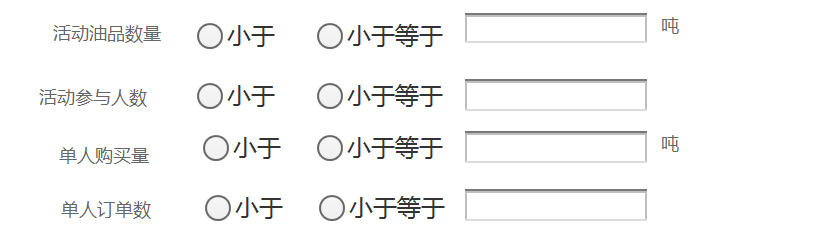 活动油品数量 小于 小于等于 吨
活动参与人数 小于 小于等于
单人购买量 小于 小于等于 吨
单人订单数 小于 小于等于